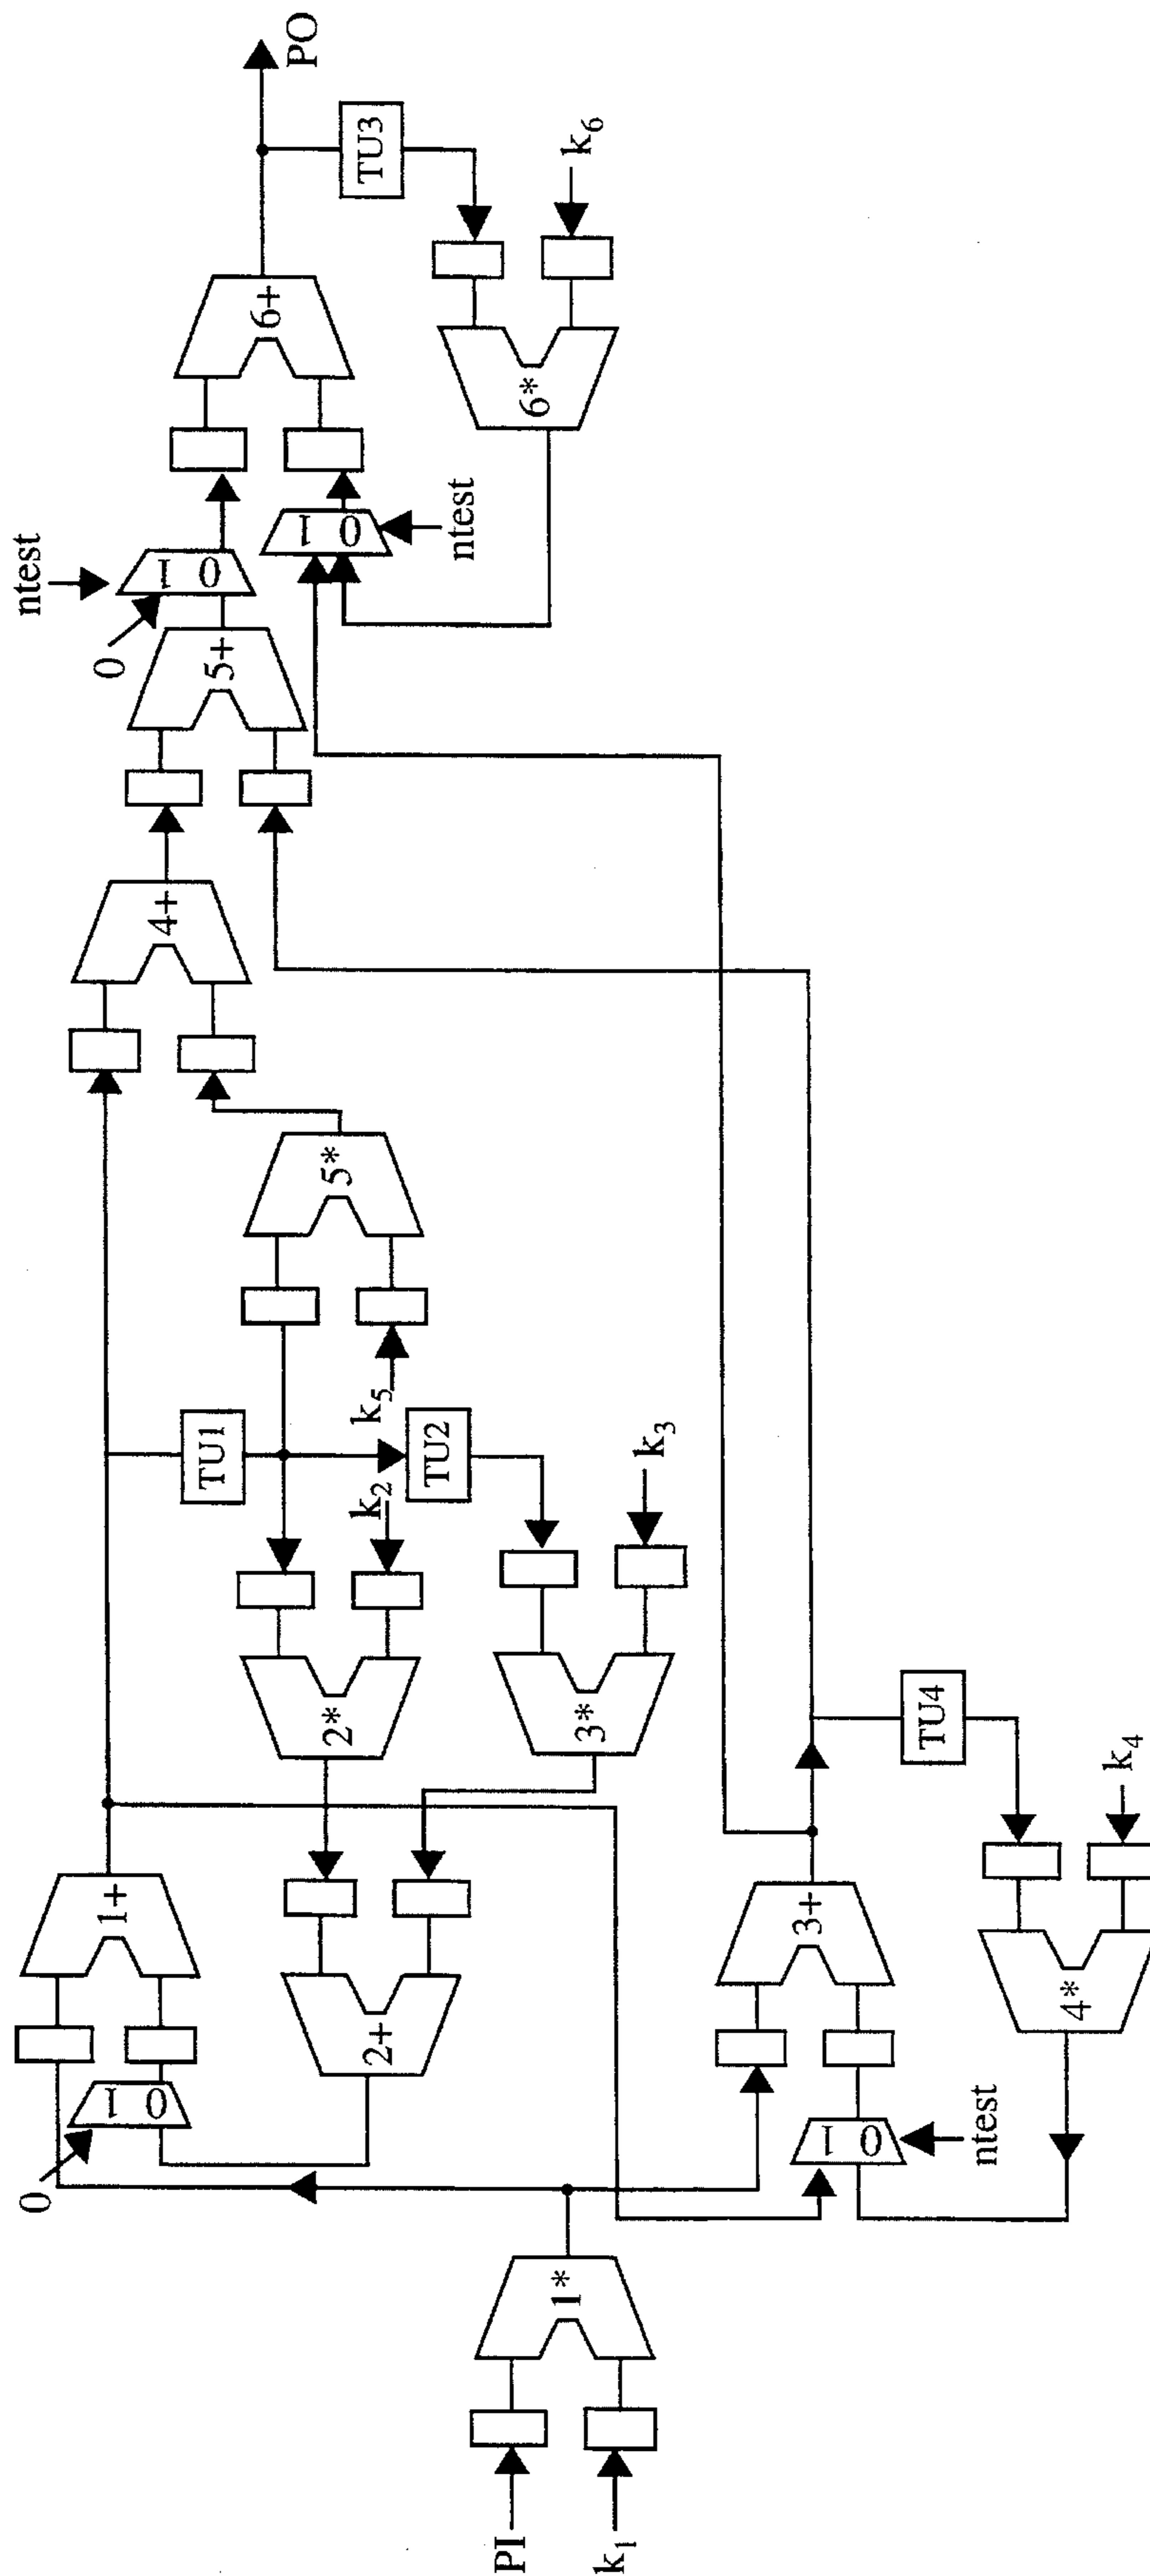 PI
k1
1*
0
0 1
1+
2+
2*
k2
3*
k3
TU1
TU2
k5
5*
4+
0 1
ntest
3+
4*
k4
TU4
5+
0
ntest
0 1
0 1
ntest
6+
6*
k6
TU3
PO